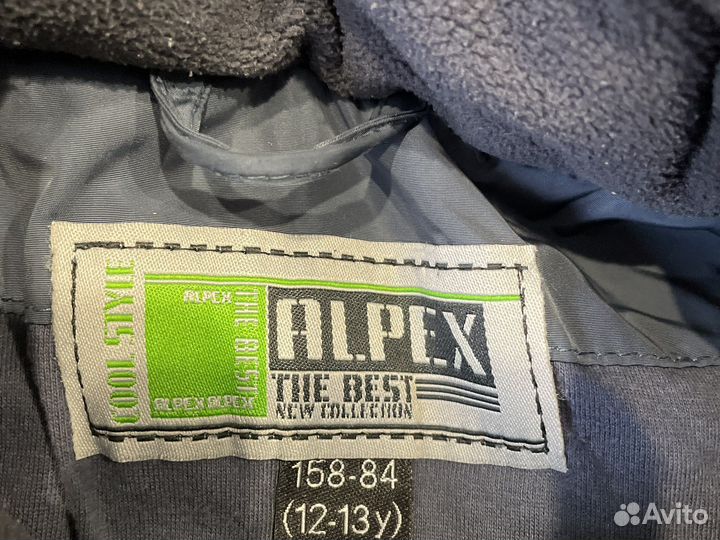 COOL STYLE
ALPEX
THE BEST
ALPEX ALPEX
ALPEX
THE BEST
NEW COLLECTION
158-84
(12-13y)
Avito